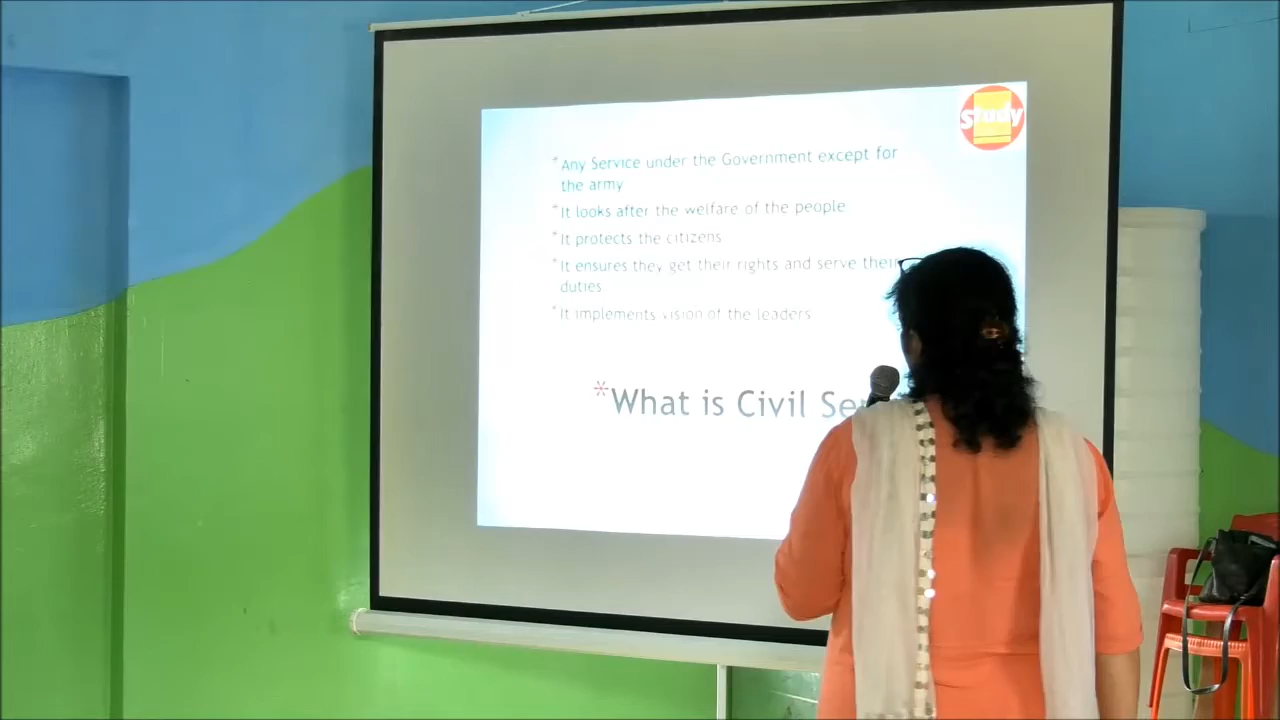 study
* Any Service under the Government except for
the army
* It looks after the welfare of the people
* It protects the citizens
* It ensures they get their rights and serve their
duties
* It implements vision of the leaders
* What is Civil Se